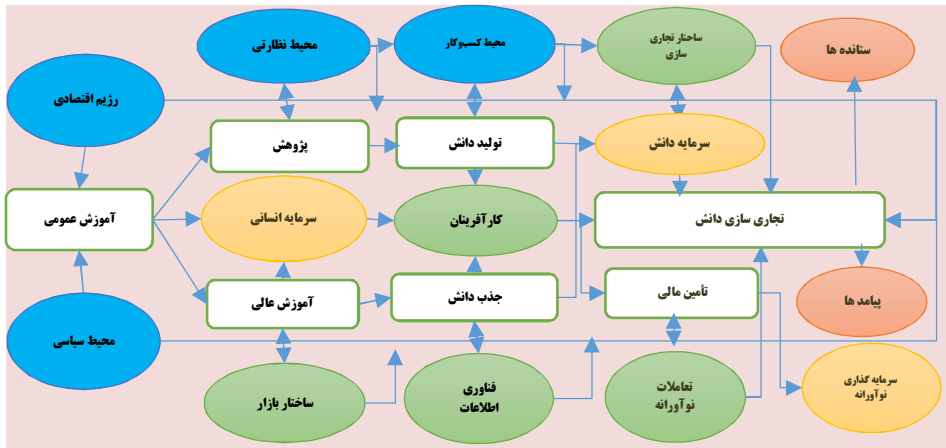 ستانده ها
ساختار تجاری
سازی
محیط کسب‌وکار
محیط نظارتی
رژیم اقتصادی
سرمایه دانش
تولید دانش
پژوهش
تجاری سازی دانش
کارآفرینان
سرمایه انسانی
آموزش عمومی
پیامد ها
تأمین مالی
جذب دانش
آموزش عالی
محیط سیاسی
سرمایه گذاری
نوآورانه
تعاملات
نوآورانه
فناوری
اطلاعات
ساختار بازار